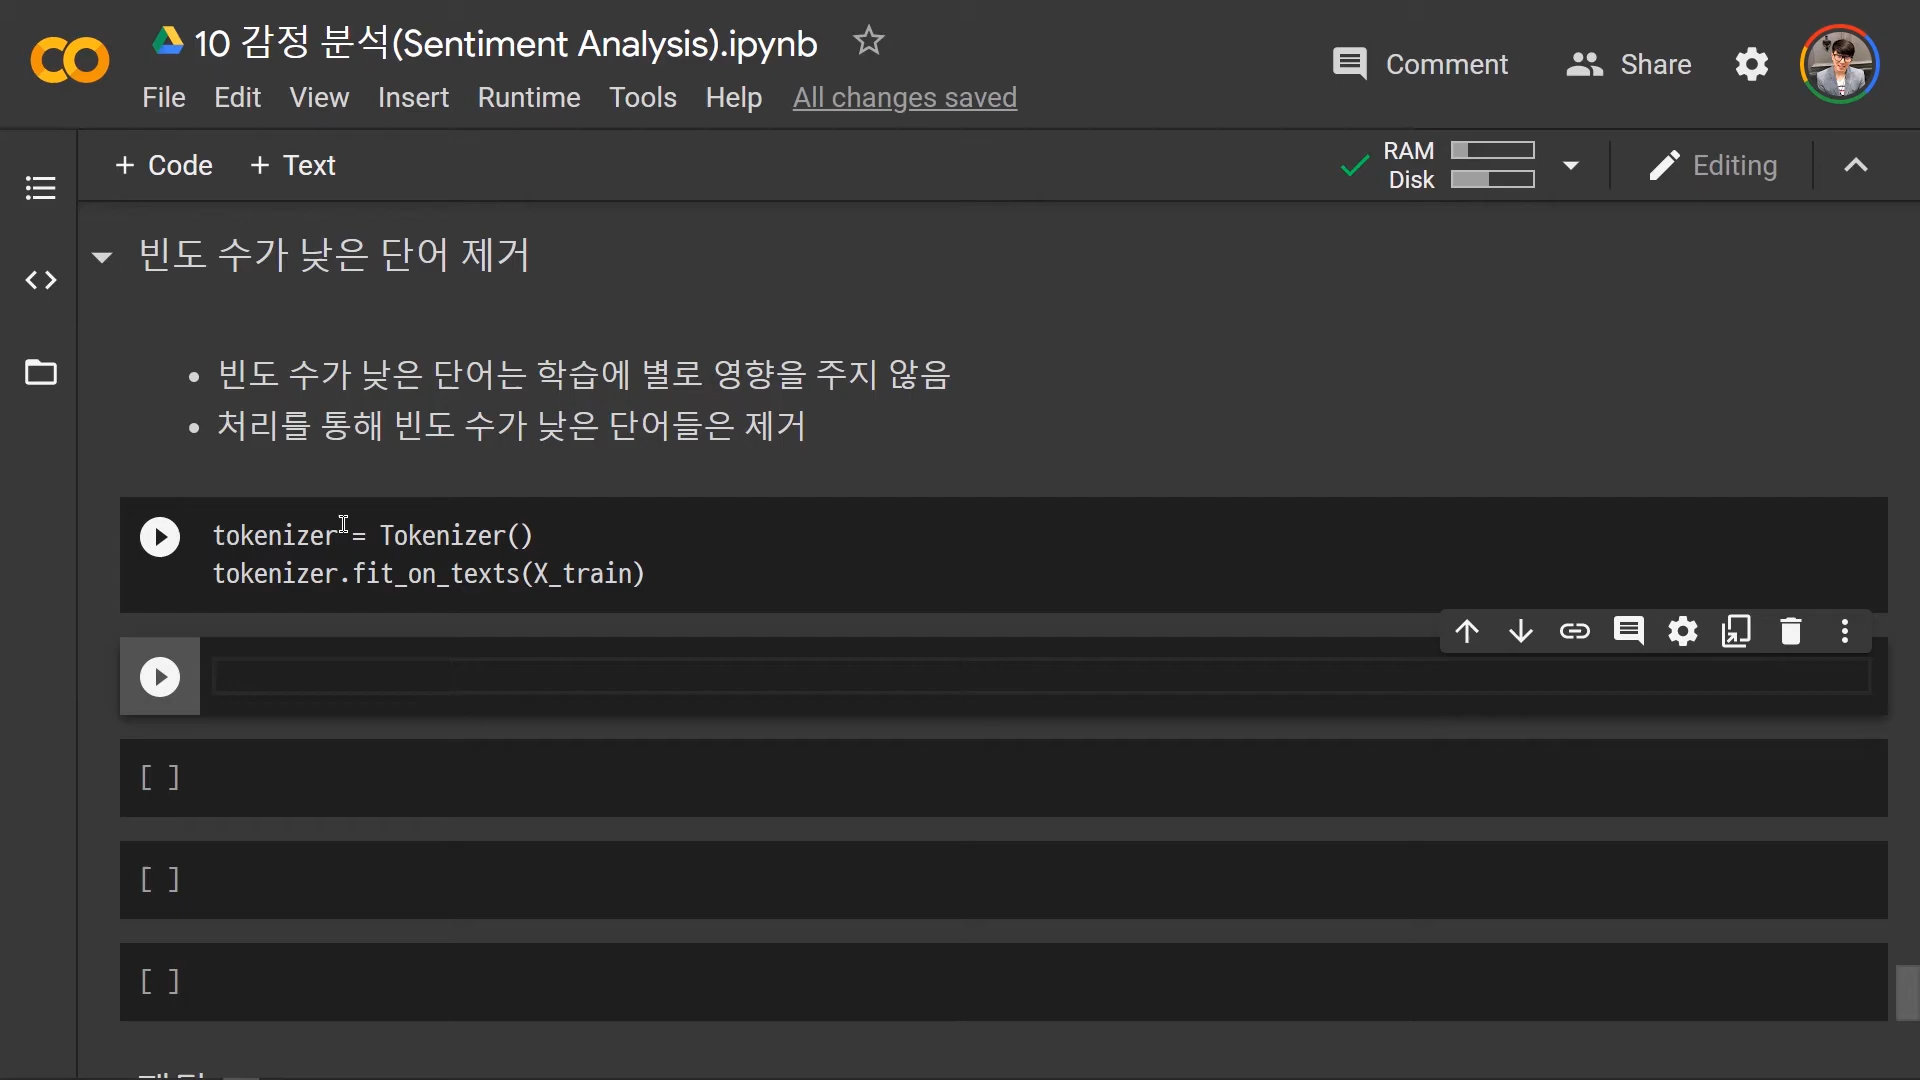 10 감정 분석(Sentiment Analysis).ipynb
Comment
Share
File Edit View Insert Runtime Tools Help All changes saved
+ Code + Text
RAM
Disk
Editing
빈도 수가 낮은 단어 제거
• 빈도 수가 낮은 단어는 학습에 별로 영향을 주지 않음
• 처리를 통해 빈도 수가 낮은 단어들은 제거
tokenizer = Tokenizer()
tokenizer.fit_on_texts(X_train)
[ ]
[ ]
[ ]